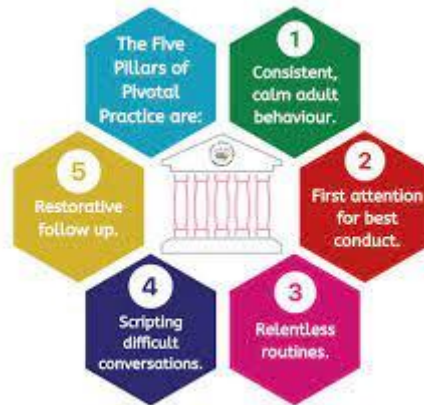 The Five
Pillars of
Pivotal
Practice are:
1
Consistent,
calm adult
behaviour.
2
First attention
for best
conduct.
3
Relentless
routines.
4
Scripting
difficult
conversations.
5
Restorative
follow up.